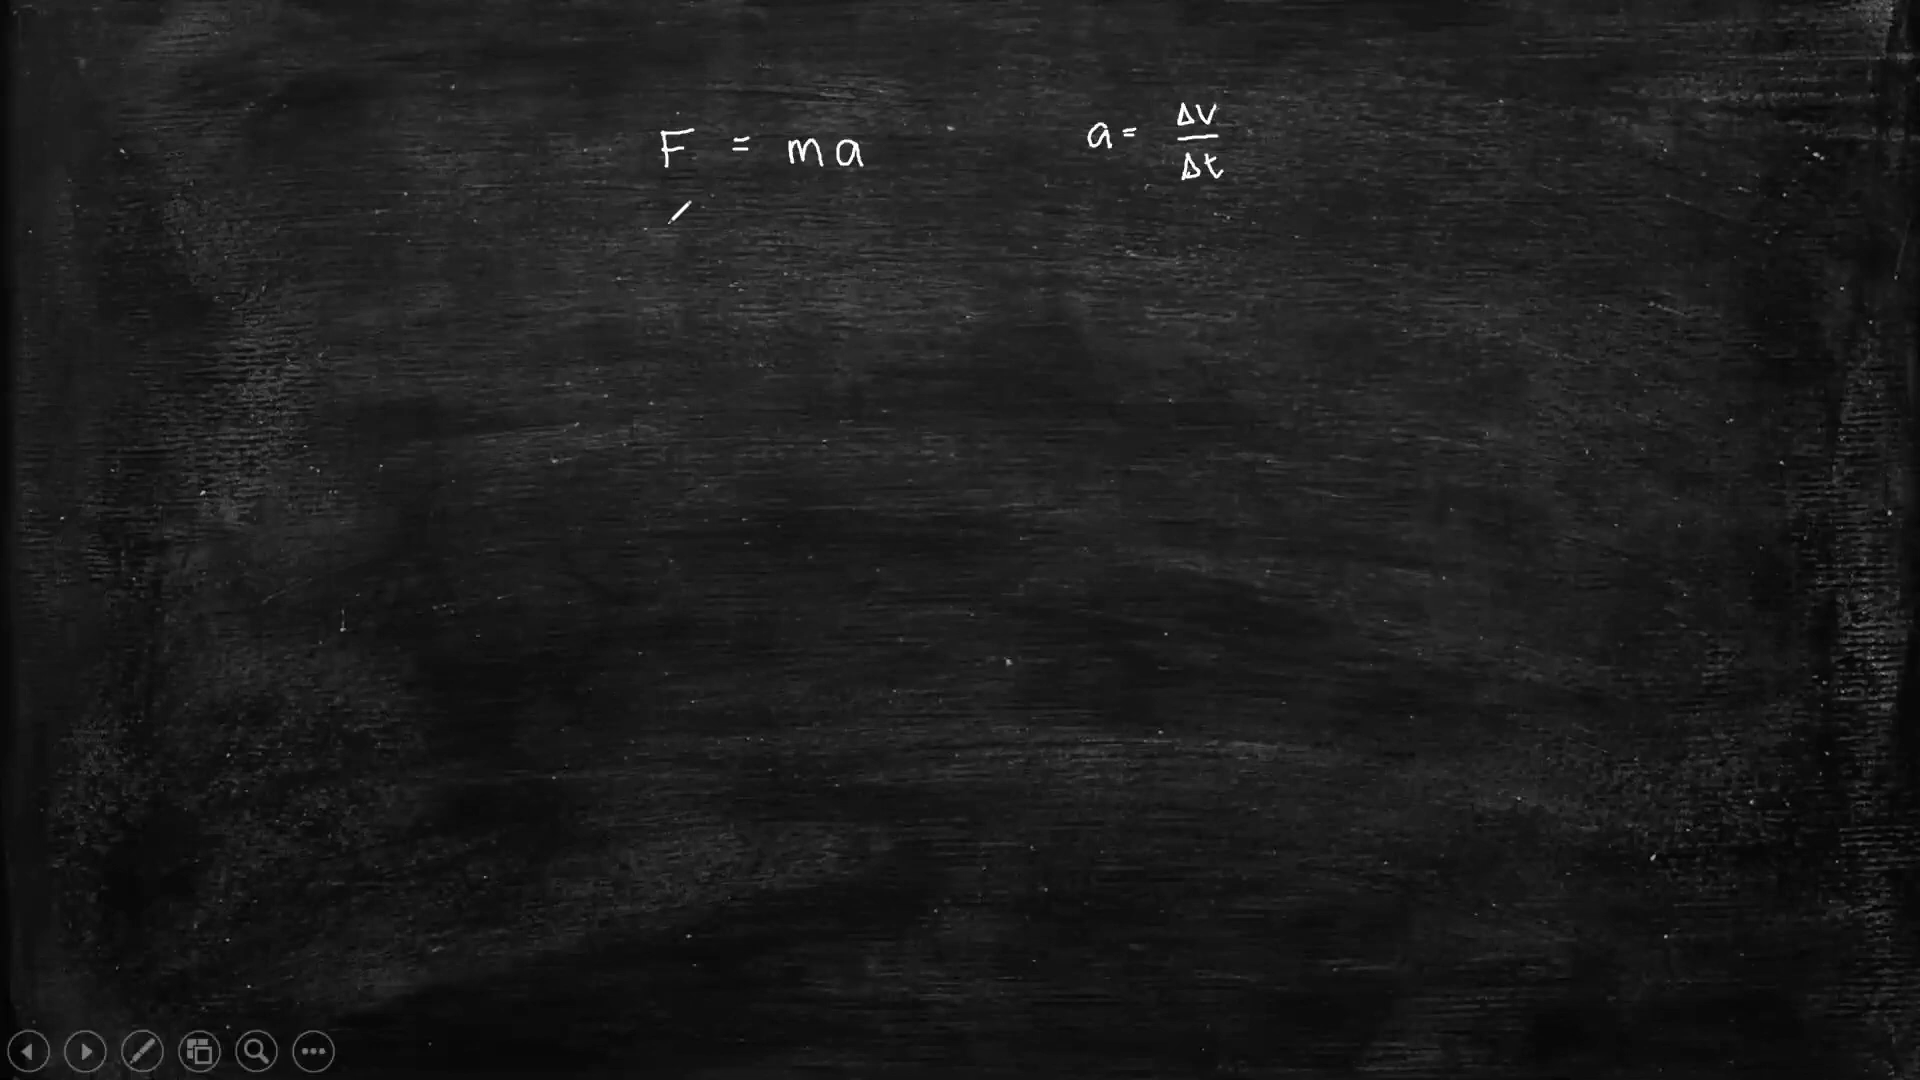 F = ma
a = Δv/Δt